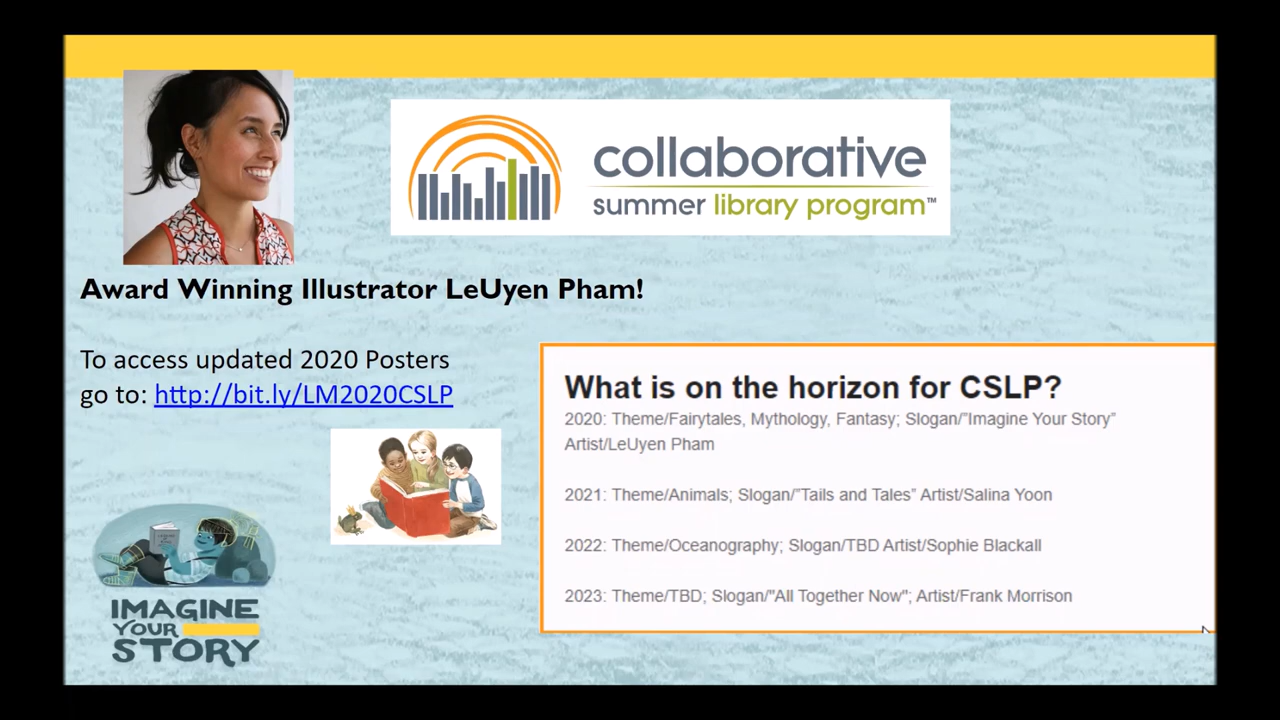 collaborative
summer library program™
Award Winning Illustrator LeUyen Pham!
To access updated 2020 Posters
go to: http://bit.ly/LM2020CSLP
What is on the horizon for CSLP?
2020: Theme/Fairytales, Mythology, Fantasy; Slogan/"Imagine Your Story"
Artist/LeUyen Pham
2021: Theme/Animals; Slogan/"Tails and Tales" Artist/Salina Yoon
2022: Theme/Oceanography; Slogan/TBD Artist/Sophie Blackall
2023: Theme/TBD; Slogan/"All Together Now"; Artist/Frank Morrison
IMAGINE
YOUR
STORY